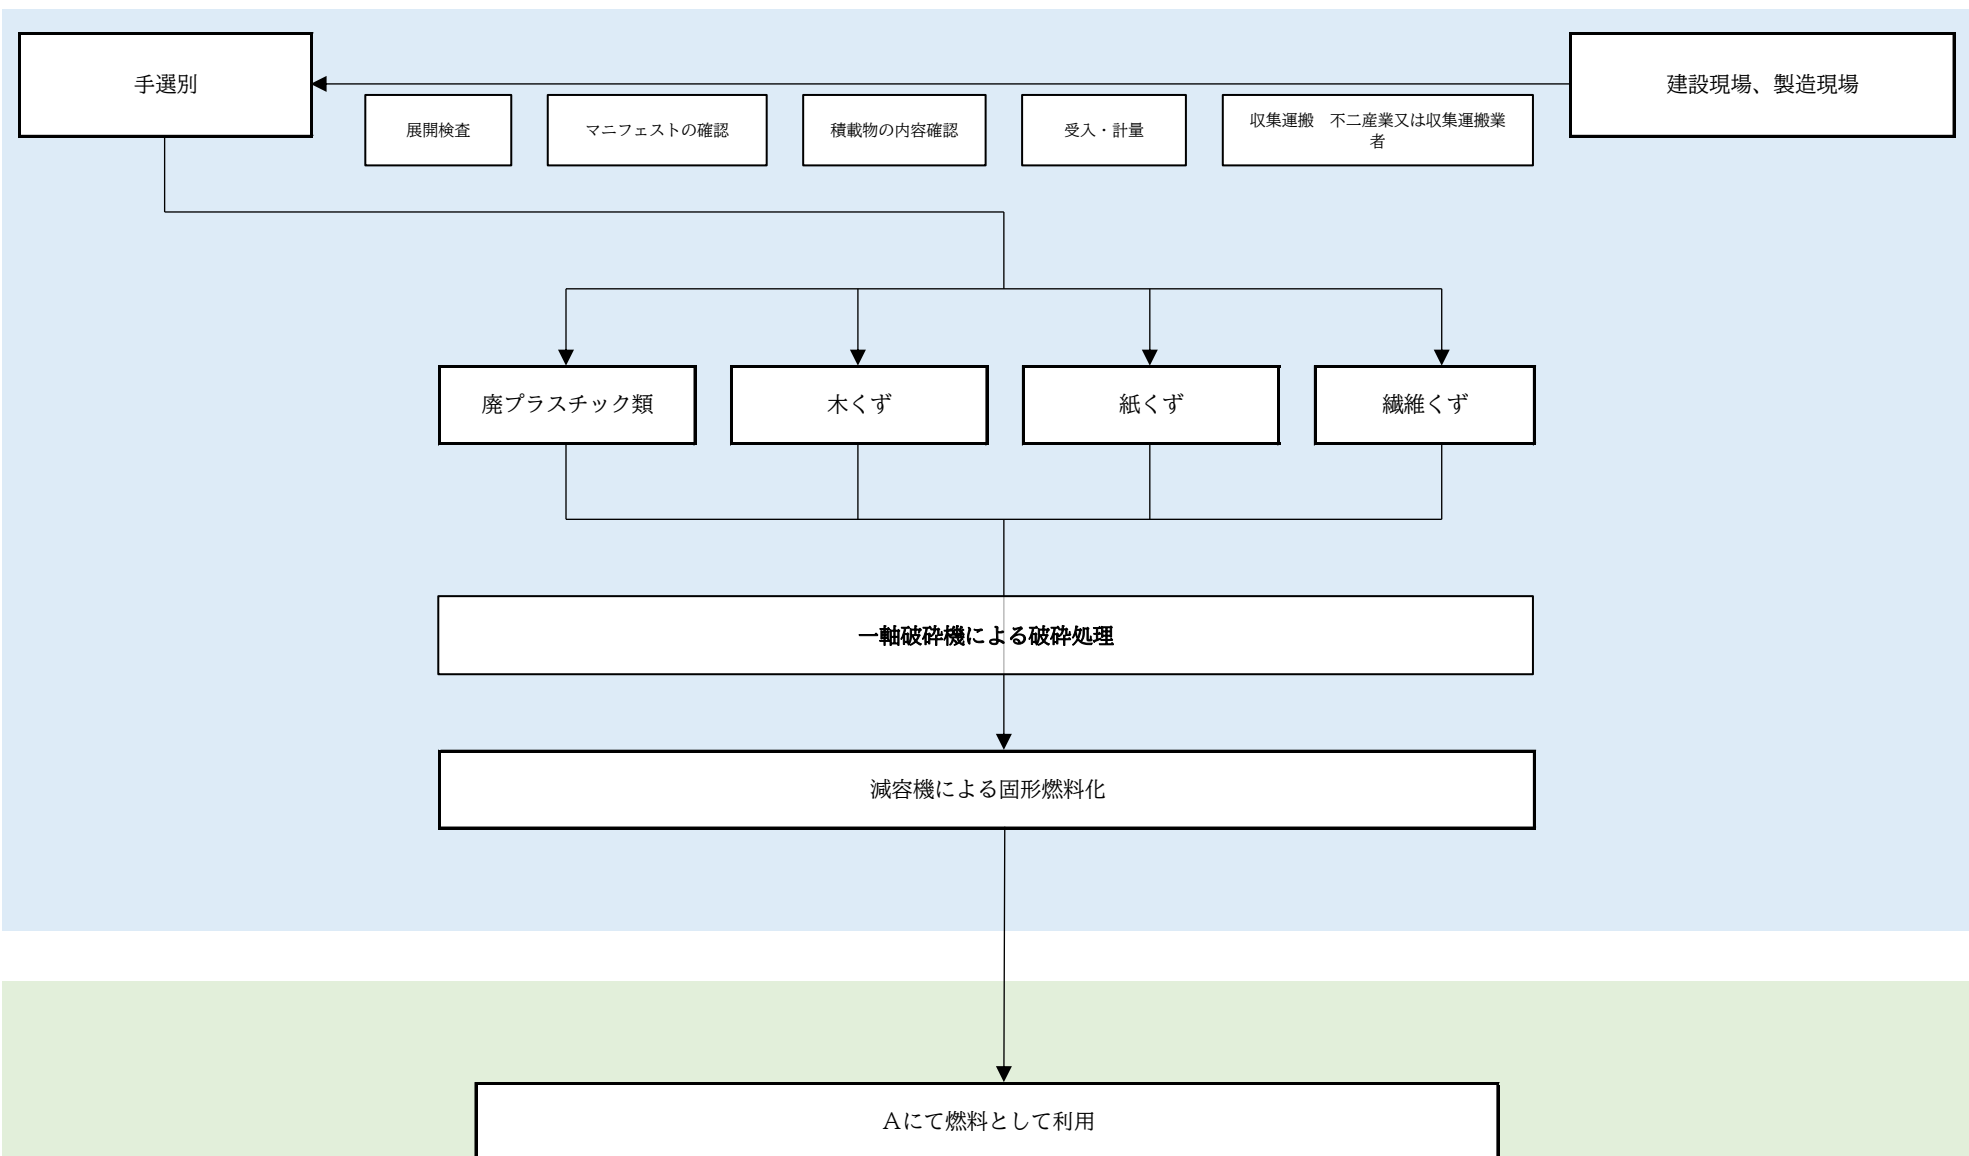 手選別
建設現場、製造現場
展開検査
マニフェストの確認
積載物の内容確認
受入・計量
収集運搬　不二産業又は収集運搬業
者
廃プラスチック類
木くず
紙くず
繊維くず
一軸破砕機による破砕処理
減容機による固形燃料化
Aにて燃料として利用